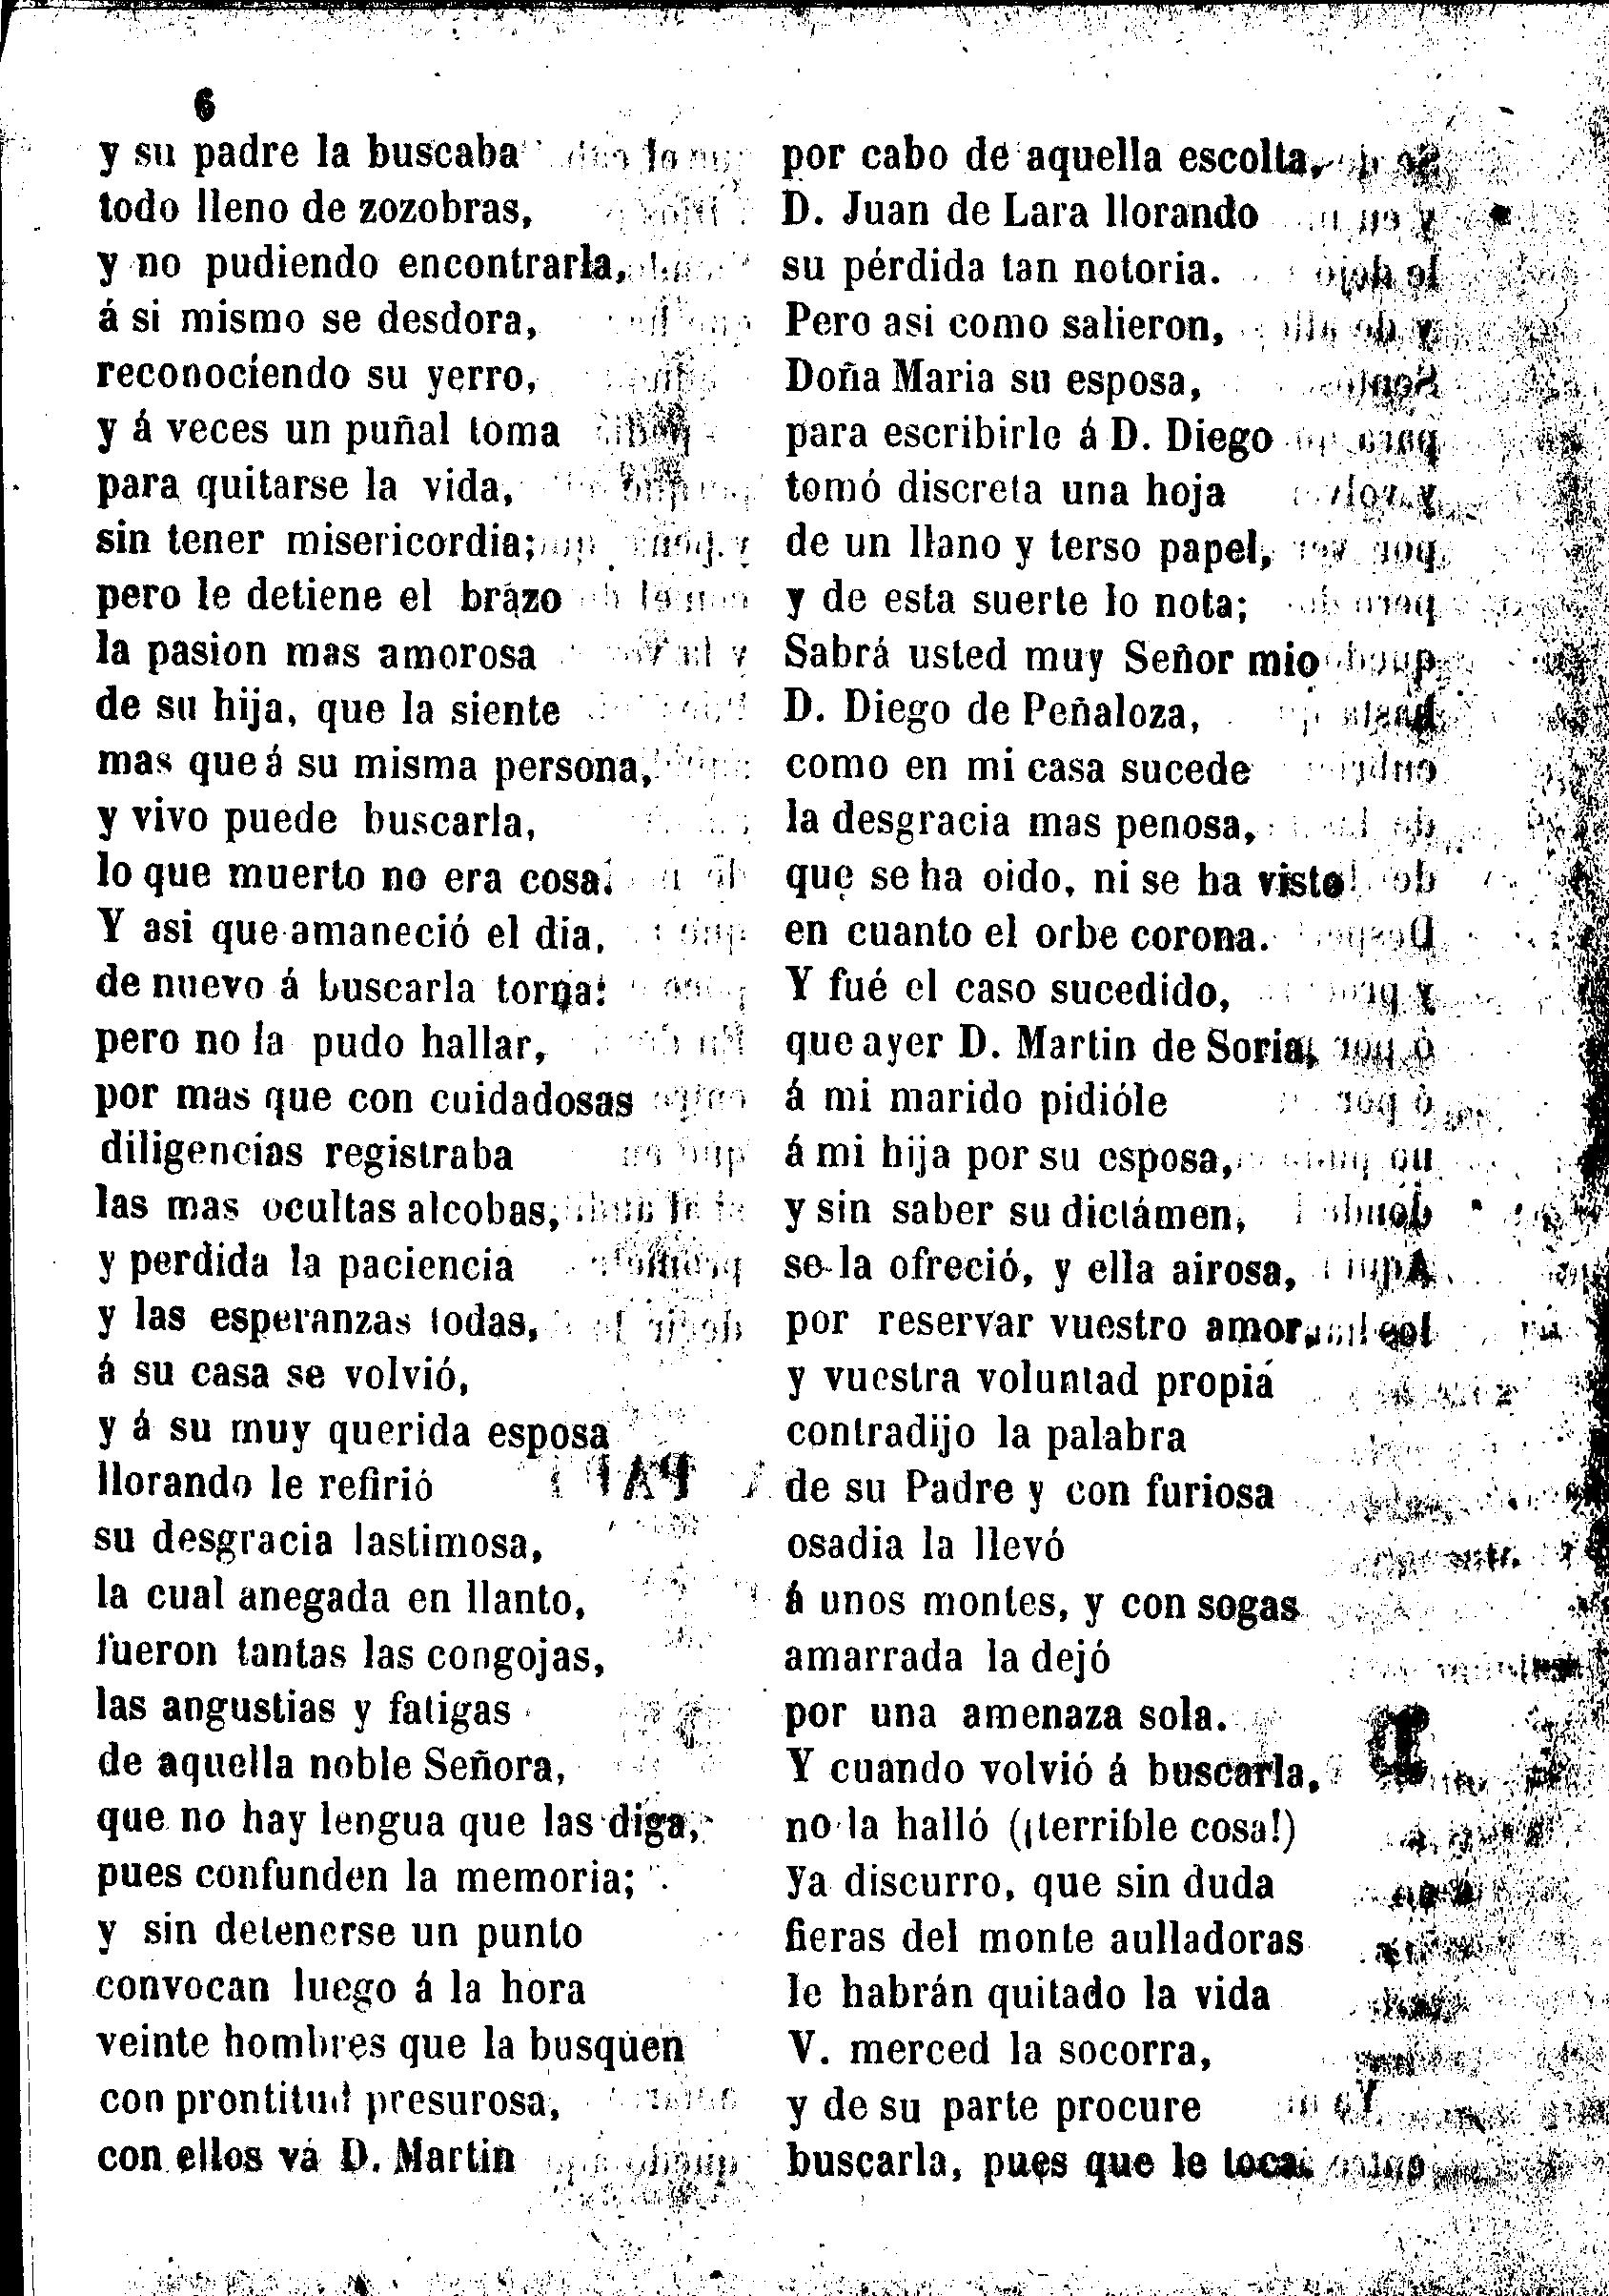 6
y su padre la buscaba
todo lleno de zozobras,
y no pudiendo encontrarla,
á si mismo se desdora,
reconociendo su yerro,
y á veces un puñal toma
para quitarse la vida,
sin tener misericordia;
pero le detiene el brazo
la pasion mas amorosa
de su hija, que la siente
mas que á su misma persona,
y vivo puede buscarla,
lo que muerto no era cosa.
Y asi que amaneció el dia,
de nuevo á buscarla torna:
pero no la pudo hallar,
por mas que con cuidadosas
diligencias registraba
las mas ocultas alcobas,
y perdida la paciencia
y las esperanzas todas,
á su casa se volvió,
y á su muy querida esposa
llorando le refirió
su desgracia lastimosa,
la cual anegada en llanto,
fueron tantas las congojas,
las angustias y fatigas
de aquella noble Señora,
que no hay lengua que las diga,
pues confunden la memoria;
y sin detenerse un punto
convocan luego á la hora
veinte hombres que la busquen
con prontitud presurosa,
con ellos vá D. Martin
por cabo de aquella escolta,
D. Juan de Lara llorando
su pérdida tan notoria.
Pero asi como salieron,
Doña Maria su esposa,
para escribirle á D. Diego
tomó discreta una hoja
de un llano y terso papel,
y de esta suerte lo nota;
Sabrá usted muy Señor mio
D. Diego de Peñaloza,
como en mi casa sucede
la desgracia mas penosa,
que se ha oido, ni se ha visto
en cuanto el orbe corona.
Y fué el caso sucedido,
que ayer D. Martin de Soria,
á mi marido pidióle
á mi hija por su esposa,
y sin saber su dictámen,
se la ofreció, y ella airosa,
por reservar vuestro amor,
y vuestra voluntad propia
contradijo la palabra
de su Padre y con furiosa
osadia la llevó
á unos montes, y con sogas
amarrada la dejó
por una amenaza sola.
Y cuando volvió á buscarla,
no la halló (¡terrible cosa!)
ya discurro, que sin duda
fieras del monte aulladoras
le habrán quitado la vida
V. merced la socorra,
y de su parte procure
buscarla, pues que le toca.